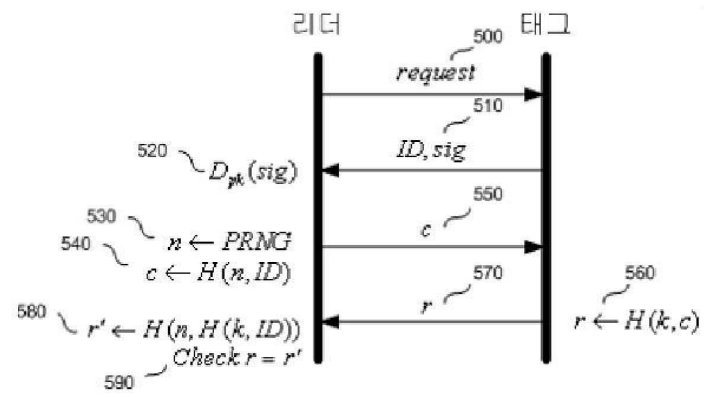 리더 태그
500
request
510
520 ID, sig
D_pk(sig)
550
530
n ← PRNG c
540
c ← H(n, ID)
570 560
580 r r ← H(k, c)
r' ← H(n, H(k, ID))
Check r = r'
590